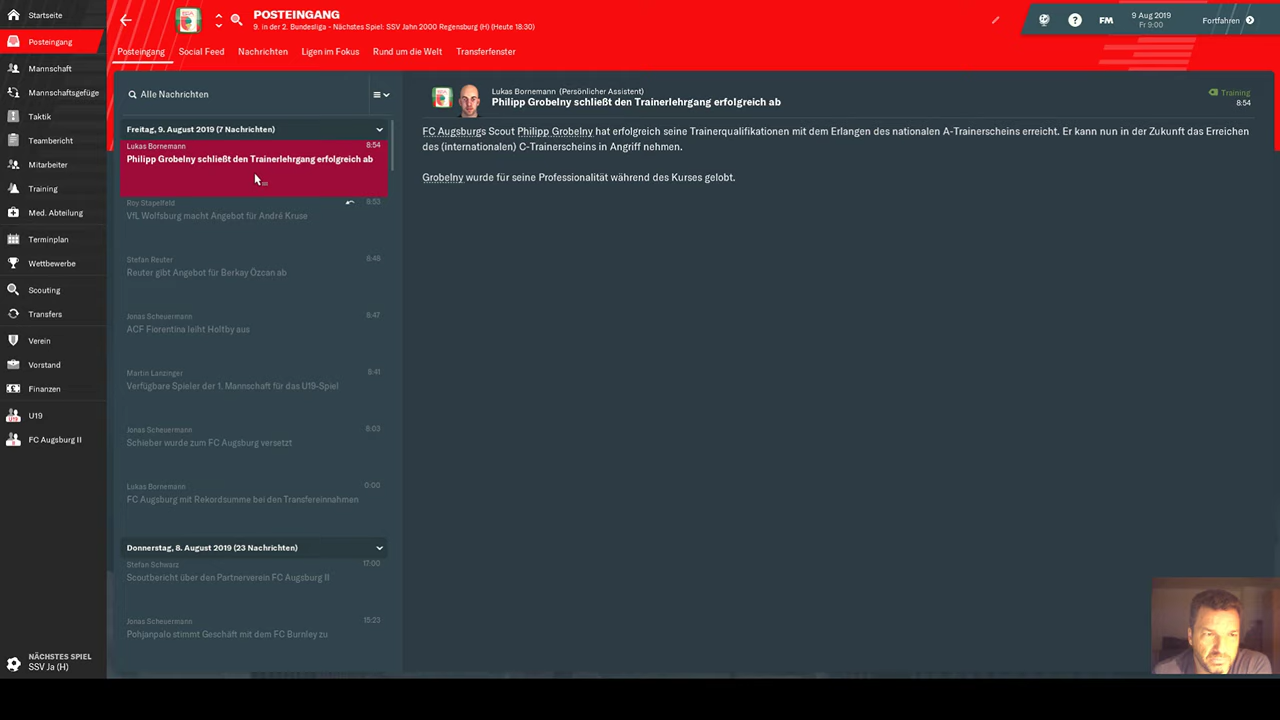 Startseite
Posteingang
Mannschaft
Mannschaftsgefüge
Taktik
Teambericht
Mitarbeiter
Training
Med. Abteilung
Terminplan
Wettbewerbe
Scouting
Transfers
Verein
Vorstand
Finanzen
U19
FC Augsburg II
NÄCHSTES SPIEL
SSV Ja (H)
POSTEINGANG
9. in der 2. Bundesliga - Nächstes Spiel: SSV Jahn 2000 Regensburg (H) (Heute 18:30)
FM
9 Aug 2019
Fr 9:00
Fortfahren
Posteingang Social Feed Nachrichten Ligen im Fokus Rund um die Welt Transferfenster
Alle Nachrichten
Freitag, 9. August 2019 (7 Nachrichten)
Lukas Bornemann 8:54
Philipp Grobelny schließt den Trainerlehrgang erfolgreich ab
Roy Stapelfeld 8:53
VfL Wolfsburg macht Angebot für André Kruse
Stefan Reuter 8:48
Reuter gibt Angebot für Berkay Özcan ab
Jonas Scheuermann 8:47
ACF Fiorentina leiht Holtby aus
Martin Lanzinger 8:41
Verfügbare Spieler der 1. Mannschaft für das U19-Spiel
Jonas Scheuermann 8:03
Schieber wurde zum FC Augsburg versetzt
Lukas Bornemann 0:00
FC Augsburg mit Rekordsumme bei den Transfereinnahmen
Donnerstag, 8. August 2019 (23 Nachrichten)
Stefan Schwarz 17:00
Scoutbericht über den Partnerverein FC Augsburg II
Jonas Scheuermann 15:23
Pohjanpalo stimmt Geschäft mit dem FC Burnley zu
Lukas Bornemann (Persönlicher Assistent)
Philipp Grobelny schließt den Trainerlehrgang erfolgreich ab
Training
8:54
FC Augsburgs Scout Philipp Grobelny hat erfolgreich seine Trainerqualifikationen mit dem Erlangen des nationalen A-Trainerscheins erreicht. Er kann nun in der Zukunft das Erreichen
des (internationalen) C-Trainerscheins in Angriff nehmen.
Grobelny wurde für seine Professionalität während des Kurses gelobt.